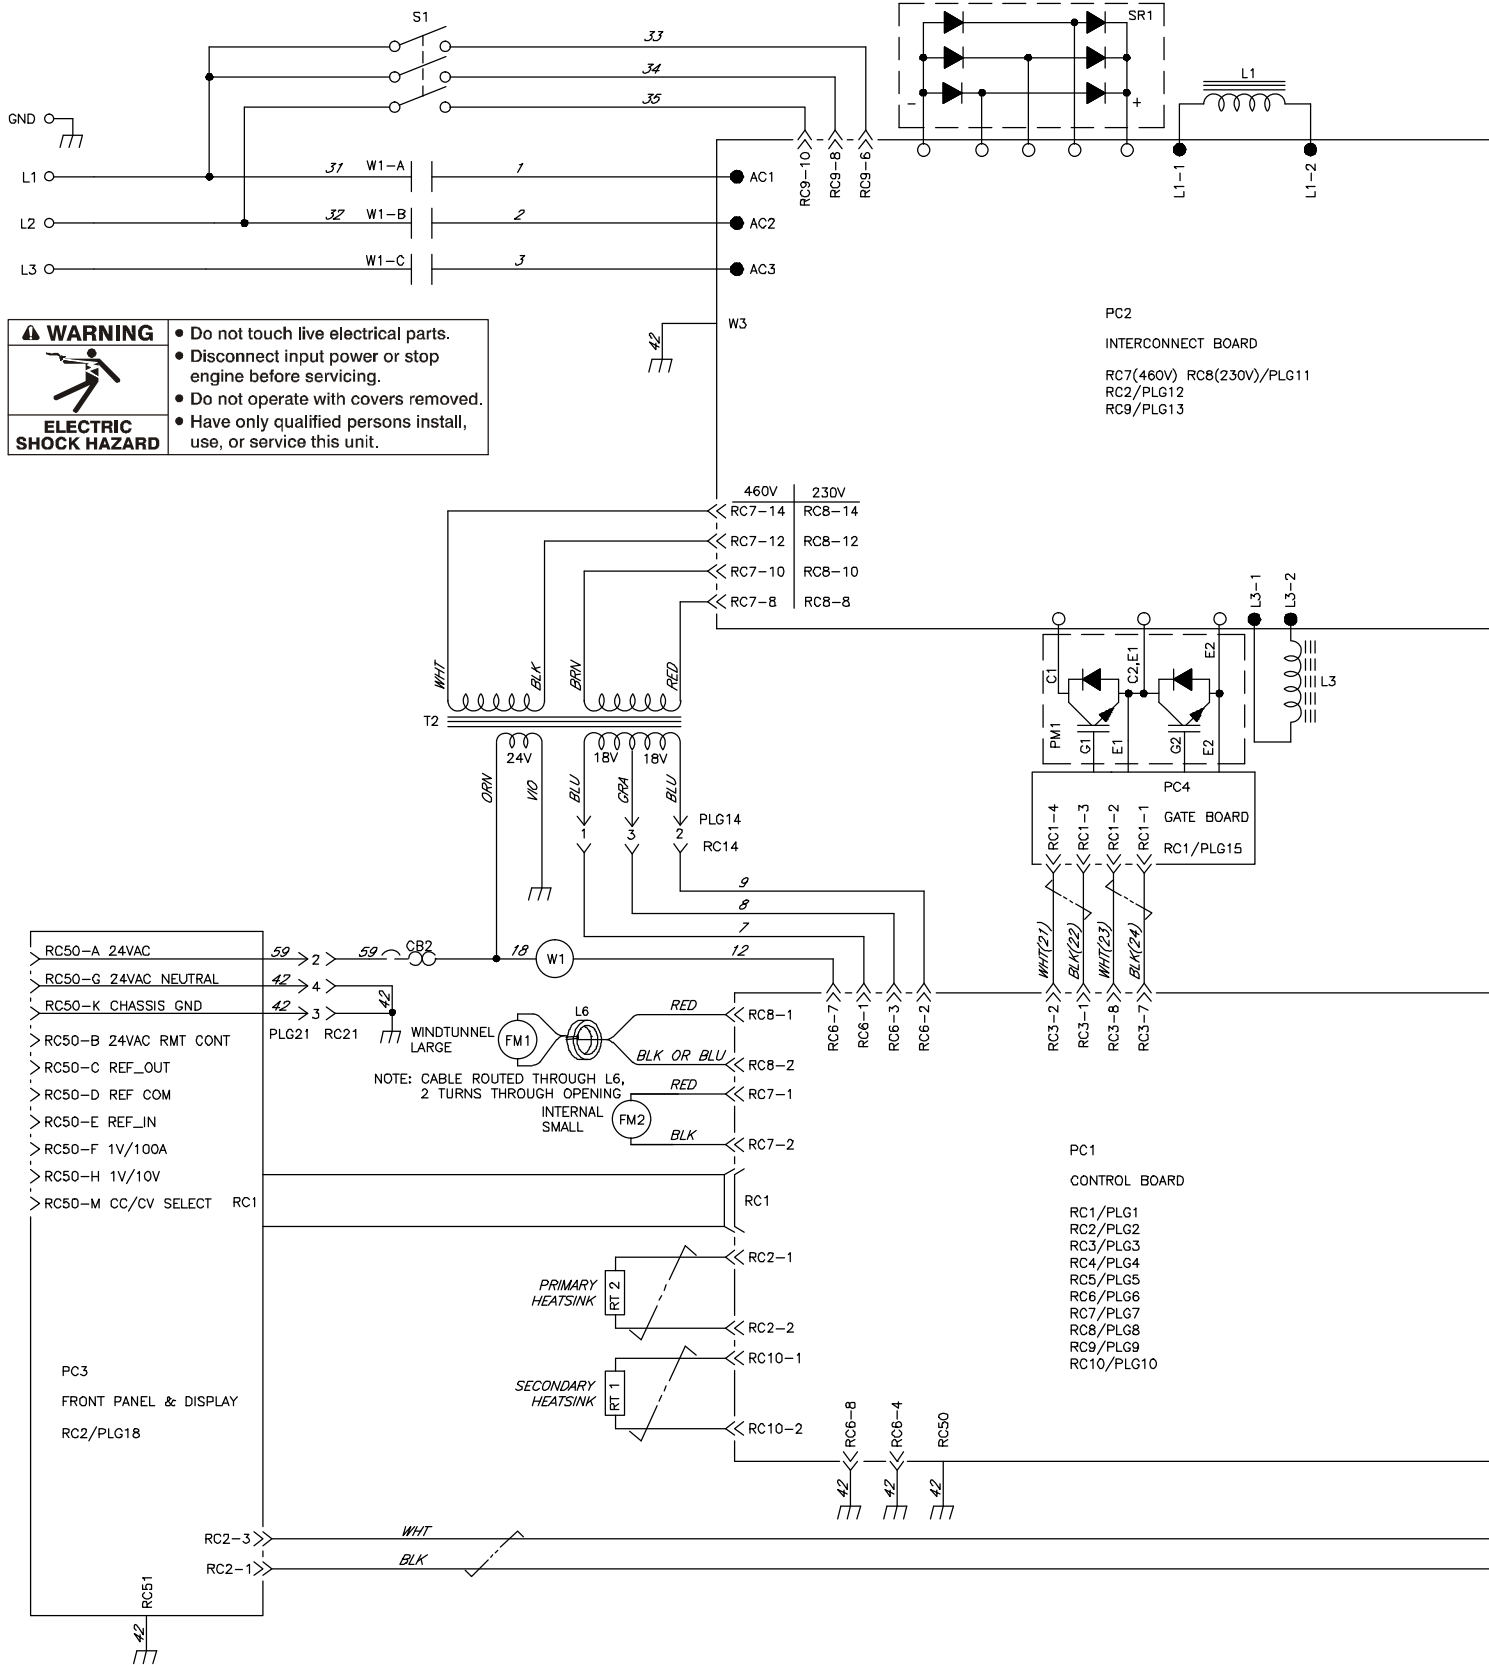 S1
33
34
35
SR1
-
+
L1
GND
L1
31
W1-A
1
AC1
RC9-10
RC9-8
RC9-6
L1-1
L1-2
L2
32
W1-B
2
AC2
L3
W1-C
3
AC3
W3
42
WARNING
ELECTRIC
SHOCK HAZARD
• Do not touch live electrical parts.
• Disconnect input power or stop
engine before servicing.
• Do not operate with covers removed.
• Have only qualified persons install,
use, or service this unit.
PC2
INTERCONNECT BOARD
RC7(460V) RC8(230V)/PLG11
RC2/PLG12
RC9/PLG13
460V 230V
RC7-14 RC8-14
RC7-12 RC8-12
RC7-10 RC8-10
RC7-8 RC8-8
WHT
BLK
BRN
RED
T2
24V
18V
18V
ORN
VIO
BLU
GRA
BLU
1
3
2
PLG14
RC14
L3-1
L3-2
L3
C1
C2,E1
E2
PM1
G1
E1
G2
E2
PC4
GATE BOARD
RC1/PLG15
RC1-4
RC1-3
RC1-2
RC1-1
WHT(21)
BLK(22)
WHT(23)
BLK(24)
RC3-2
RC3-1
RC3-8
RC3-7
9
8
7
12
18
W1
CB2
59
2
59
42
4
42
42
3
PLG21 RC21
RC6-7
RC6-1
RC6-3
RC6-2
RC50-A 24VAC
RC50-G 24VAC NEUTRAL
RC50-K CHASSIS GND
RC50-B 24VAC RMT CONT
RC50-C REF_OUT
RC50-D REF COM
RC50-E REF_IN
RC50-F 1V/100A
RC50-H 1V/10V
RC50-M CC/CV SELECT RC1
WINDTUNNEL
LARGE
FM1
L6
RED
RC8-1
BLK OR BLU
RC8-2
NOTE: CABLE ROUTED THROUGH L6,
2 TURNS THROUGH OPENING
INTERNAL
SMALL
FM2
RED
RC7-1
BLK
RC7-2
RC1
PRIMARY
HEATSINK
RT 2
RC2-1
RC2-2
SECONDARY
HEATSINK
RT 1
RC10-1
RC10-2
PC1
CONTROL BOARD
RC1/PLG1
RC2/PLG2
RC3/PLG3
RC4/PLG4
RC5/PLG5
RC6/PLG6
RC7/PLG7
RC8/PLG8
RC9/PLG9
RC10/PLG10
RC6-8
RC6-4
RC50
42
42
42
PC3
FRONT PANEL & DISPLAY
RC2/PLG18
RC2-3
WHT
RC2-1
BLK
RC51
42